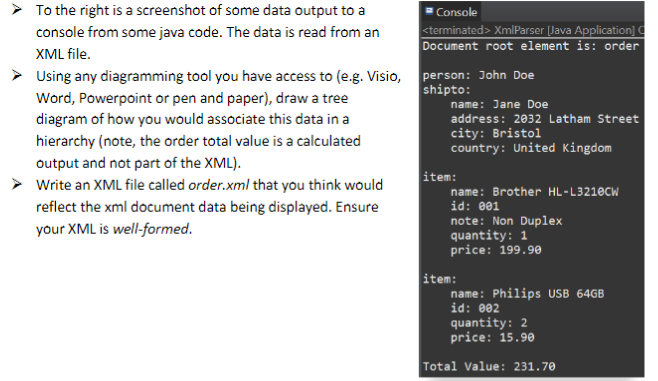 ➢ To the right is a screenshot of some data output to a
console from some java code. The data is read from an
XML file.
➢ Using any diagramming tool you have access to (e.g. Visio,
Word, Powerpoint or pen and paper), draw a tree
diagram of how you would associate this data in a
hierarchy (note, the order total value is a calculated
output and not part of the XML).
➢ Write an XML file called order.xml that you think would
reflect the xml document data being displayed. Ensure
your XML is well-formed.
Console
<terminated> XmlParser [Java Application] C
Document root element is: order
person: John Doe
shipto:
name: Jane Doe
address: 2032 Latham Street
city: Bristol
country: United Kingdom
item:
name: Brother HL-L3210CW
id: 001
note: Non Duplex
quantity: 1
price: 199.90
item:
name: Philips USB 64GB
id: 002
quantity: 2
price: 15.90
Total Value: 231.70